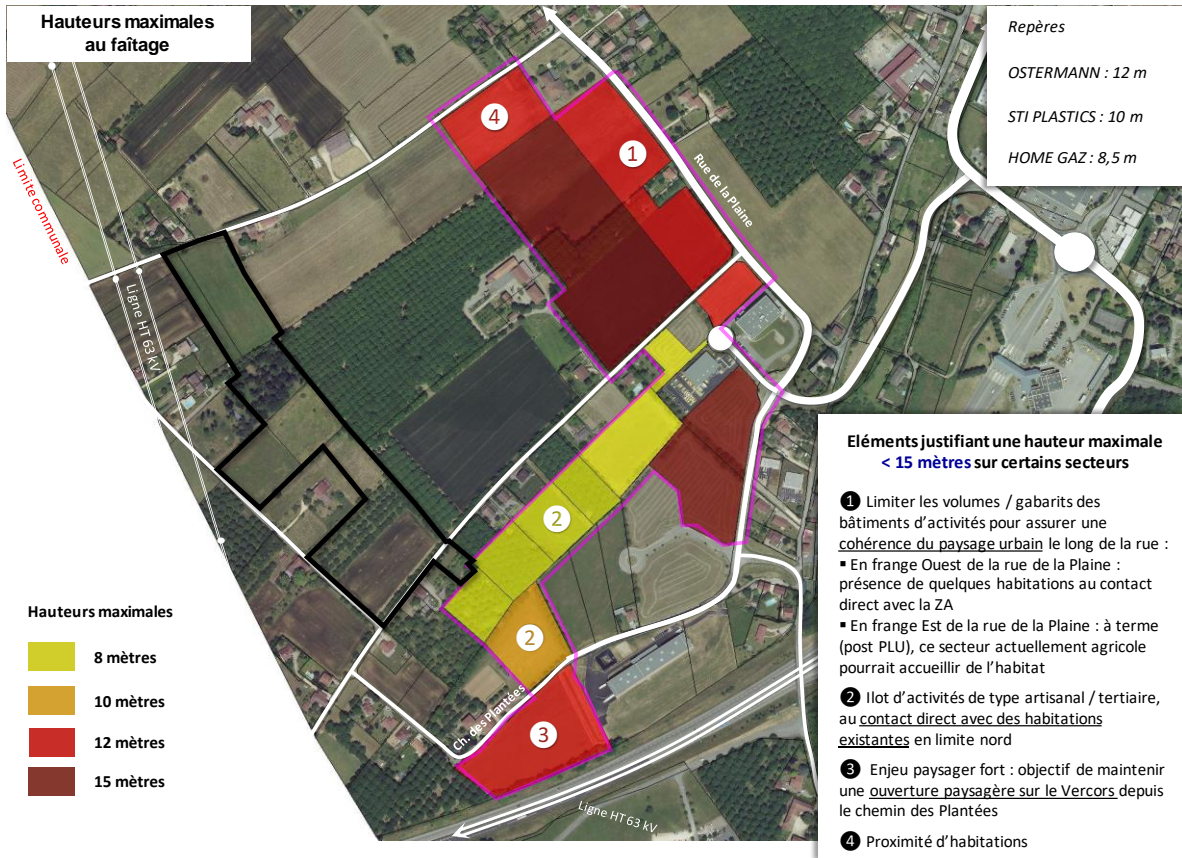 Hauteurs maximales
au faîtage
Repères
OSTERMANN : 12 m
STI PLASTICS : 10 m
HOME GAZ : 8,5 m
4
1
Rue de la Plaine
Limite communale
Ligne HT 63 kV
2
2
Ch. des Plantées
3
Ligne HT 63 kV
Hauteurs maximales
8 mètres
10 mètres
12 mètres
15 mètres
Eléments justifiant une hauteur maximale
< 15 mètres sur certains secteurs
❶ Limiter les volumes / gabarits des
bâtiments d’activités pour assurer une
cohérence du paysage urbain le long de la rue :
▪ En frange Ouest de la rue de la Plaine :
présence de quelques habitations au contact
direct avec la ZA
▪ En frange Est de la rue de la Plaine : à terme
(post PLU), ce secteur actuellement agricole
pourrait accueillir de l’habitat
❷ Ilot d’activités de type artisanal / tertiaire,
au contact direct avec des habitations
existantes en limite nord
❸ Enjeu paysager fort : objectif de maintenir
une ouverture paysagère sur le Vercors depuis
le chemin des Plantées
❹ Proximité d’habitations